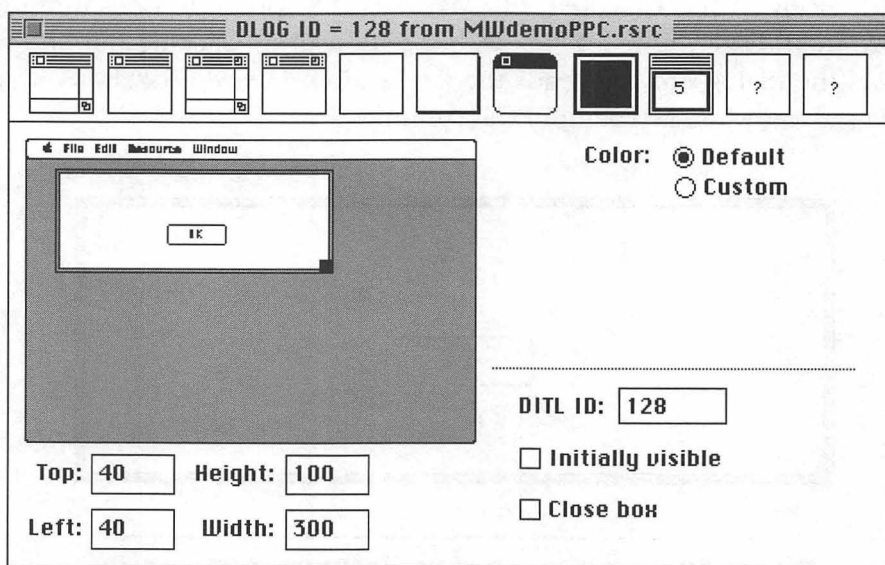 DLOG ID = 128 from MWdemoPPC.rsrc
5 ? ?
File Edit Resource Window
Color: Default
Custom
OK
DITL ID: 128
Initially visible
Close box
Top: 40 Height: 100
Left: 40 Width: 300